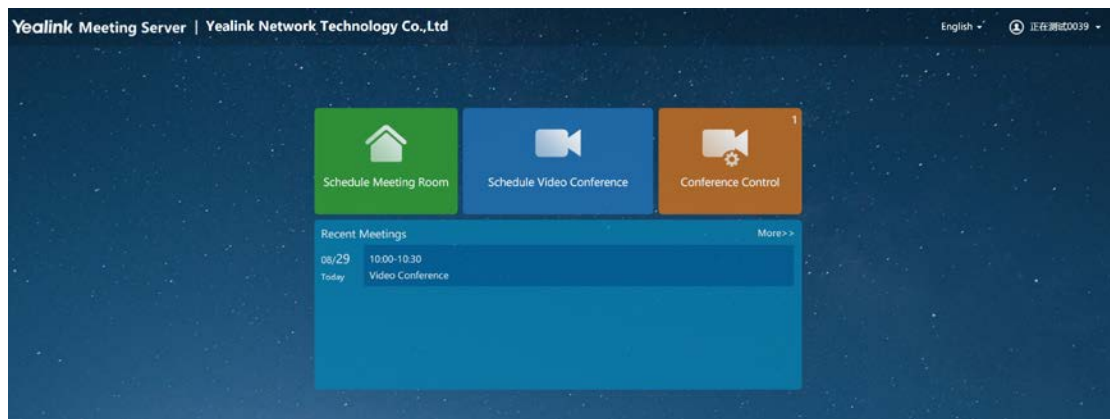 Yealink Meeting Server | Yealink Network Technology Co.,Ltd
English
正在测试0039
1
Schedule Meeting Room
Schedule Video Conference
Conference Control
Recent Meetings
More>>
08/29
10:00-10:30
Today
Video Conference